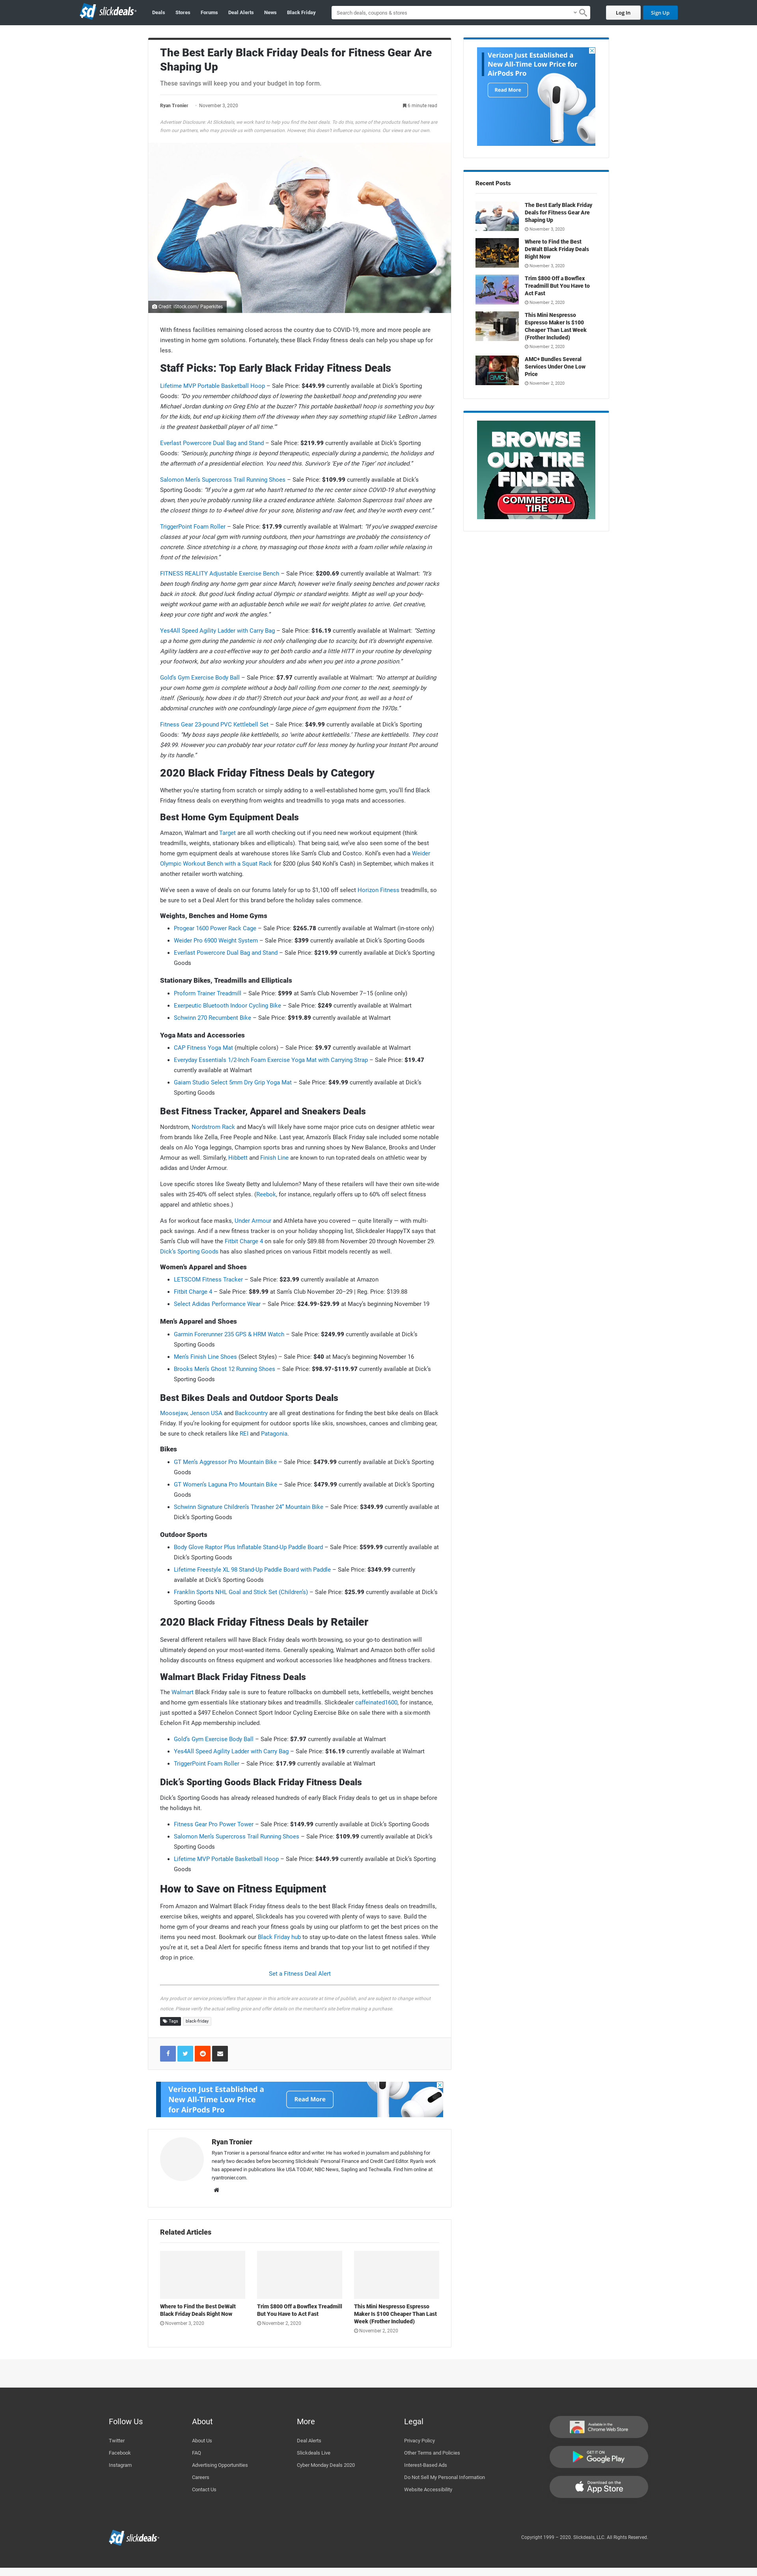 slickdeals
Deals
Stores
Forums
Deal Alerts
News
Black Friday
Search deals, coupons & stores
Log In
Sign Up
The Best Early Black Friday Deals for Fitness Gear Are
Shaping Up
These savings will keep you and your budget in top form.
Ryan Tronier
November 3, 2020
6 minute read
Advertiser Disclosure: At Slickdeals, we work hard to help you find the best deals. To do this, some of the products featured here are
from our partners, who may provide us with compensation. However, this doesn't influence our opinions. Our views are our own.
Credit: iStock.com/ Paperkites
With fitness facilities remaining closed across the country due to COVID-19, more and more people are
investing in home gym solutions. Fortunately, these Black Friday fitness deals can help you stay in shape for
less.
Staff Picks: Top Early Black Friday Fitness Deals
Lifetime MVP Portable Basketball Hoop – Sale Price: $449.99 currently available at Dick's Sporting
Goods: "Do you remember childhood days of lowering the basketball hoop and pretending you were
Michael Jordan dunking on Greg Ehlo at the buzzer? This portable basketball hoop is something you buy
for the kids, but end up kicking them off the driveway when they say something silly like 'LeBron James
is the greatest basketball player of all time.'"
Everlast Powercore Dual Bag and Stand – Sale Price: $219.99 currently available at Dick's Sporting
Goods: "Seriously, punching things is beyond therapeutic, especially during a pandemic, the holidays and
the aftermath of a presidential election. You need this. Survivor's 'Eye of the Tiger' not included."
Salomon Men's Supercross Trail Running Shoes – Sale Price: $109.99 currently available at Dick's
Sporting Goods: "If you're a gym rat who hasn't returned to the rec center since COVID-19 shut everything
down, then you're probably running like a damned endure athlete. These Salomon Supercross trail shoes
are the closest things to 4-wheel drive for your feet, and no matter the running terrain, they're every worth every cent."
TriggerPoint Foam Roller – Sale Price: $17.99 currently available at Walmart: "If you've swapped exercise
classes at your local gym with running outdoors, then your hamstrings are probably the consistency of
concrete. Invest in some self-care, chump, by massaging out those knots with a foam roller while relaxing in
front of the television."
FITNESS REALITY Adjustable Exercise Bench – Sale Price: $200.69 currently available at Walmart: "It's
been tough finding any home gym gear since March, however we're finally seeing benches and power racks
back in stock. But good luck finding actual Olympic or standard weights. Might as well up your body-
weight workout game with an adjustable bench while we wait for weight plates to arrive. Get creative,
keep your core tight and work the angles."
Yes4All Speed Agility Ladder with Carry Bag – Sale Price: $16.19 currently available at Walmart: "Setting
up a home gym during the pandemic is not only challenging due to scarcity, but it's downright expensive.
Agility ladders are a cost-effective way to get both cardio and a little HITT in your routine by developing
your footwork, but also working your shoulders and abs when you get into a prone position."
Gold's Gym Exercise Body Ball – Sale Price: $7.97 currently available at Walmart: "No attempt at building
your own home gym is complete without a body ball rolling from one corner to the next, seemingly by
itself. (Seriously, how does it do that?) Stretch out your back and your front, as well as a host of
abdominal crunches with one confoundingly large piece of gym equipment from the 1970s."
Fitness Gear 23-pound PVC Kettlebell Set – Sale Price: $49.99 currently available at Dick's Sporting
Goods: "My boss says people like kettlebells, so 'write about kettlebells.' These are kettlebells. They cost
$49.99. However you can probably tear your rotator cuff for less money by hurling your Instant Pot around
by its handle."
2020 Black Friday Fitness Deals by Category
Whether you're starting from scratch or simply adding to a well-established home gym, you'll find Black
Friday fitness deals on everything from weights and treadmills to yoga mats and accessories.
Best Home Gym Equipment Deals
Amazon, Walmart and Target are all worth checking out if you need new workout equipment (think
treadmills, weights, stationary bikes and ellipticals). That being said, we've also seen some of the best
home gym equipment deals at warehouse stores like Sam's Club and Costco. Kohl's even had a Weider
Olympic Workout Bench with a Squat Rack for $200 (plus $40 Kohl's Cash) in September, which makes it
another retailer worth watching.
We've seen a wave of deals on our forums lately for up to $1,100 off select Horizon Fitness treadmills, so
be sure to set a Deal Alert for this brand before the holiday sales commence.
Weights, Benches and Home Gyms
Progear 1600 Power Rack Cage – Sale Price: $265.78 currently available at Walmart (in-store only)
Weider Pro 6900 Weight System – Sale Price: $399 currently available at Dick's Sporting Goods
Everlast Powercore Dual Bag and Stand – Sale Price: $219.99 currently available at Dick's Sporting
Goods
Stationary Bikes, Treadmills and Ellipticals
Proform Trainer Treadmill – Sale Price: $999 at Sam's Club November 7–15 (online only)
Exerpeutic Bluetooth Indoor Cycling Bike – Sale Price: $249 currently available at Walmart
Schwinn 270 Recumbent Bike – Sale Price: $919.89 currently available at Walmart
Yoga Mats and Accessories
CAP Fitness Yoga Mat (multiple colors) – Sale Price: $9.97 currently available at Walmart
Everyday Essentials 1/2-Inch Foam Exercise Yoga Mat with Carrying Strap – Sale Price: $19.47
currently available at Walmart
Gaiam Studio Select 5mm Dry Grip Yoga Mat – Sale Price: $49.99 currently available at Dick's
Sporting Goods
Best Fitness Tracker, Apparel and Sneakers Deals
Nordstrom, Nordstrom Rack and Macy's will likely have some major price cuts on designer athletic wear
from brands like Zella, Free People and Nike. Last year, Amazon's Black Friday sale included some notable
deals on Alo Yoga leggings, Champion sports bras and running shoes by New Balance, Brooks and Under
Armour as well. Similarly, Hibbett and Finish Line are known to run top-rated deals on athletic wear by
adidas and Under Armour.
Love specific stores like Sweaty Betty and lululemon? Many of these retailers will have their own site-wide
sales with 25-40% off select styles. (Reebok, for instance, regularly offers up to 60% off select fitness
apparel and athletic shoes.)
As for workout face masks, Under Armour and Athleta have you covered — quite literally — with multi-
pack savings. And if a new fitness tracker is on your holiday shopping list, Slickdealer HappyTX says that
Sam's Club will have the Fitbit Charge 4 on sale for only $89.88 from November 20 through November 29.
Dick's Sporting Goods has also slashed prices on various Fitbit models recently as well.
Women's Apparel and Shoes
LETSCOM Fitness Tracker – Sale Price: $23.99 currently available at Amazon
Fitbit Charge 4 – Sale Price: $89.99 at Sam's Club November 20–29 | Reg. Price: $139.88
Select Adidas Performance Wear – Sale Price: $24.99-$29.99 at Macy's beginning November 19
Men's Apparel and Shoes
Garmin Forerunner 235 GPS & HRM Watch – Sale Price: $249.99 currently available at Dick's
Sporting Goods
Men's Finish Line Shoes (Select Styles) – Sale Price: $40 at Macy's beginning November 16
Brooks Men's Ghost 12 Running Shoes – Sale Price: $98.97-$119.97 currently available at Dick's
Sporting Goods
Best Bikes Deals and Outdoor Sports Deals
Moosejaw, Jenson USA and Backcountry are all great destinations for finding the best bike deals on Black
Friday. If you're looking for equipment for outdoor sports like skis, snowshoes, canoes and climbing gear,
be sure to check retailers like REI and Patagonia.
Bikes
GT Men's Aggressor Pro Mountain Bike – Sale Price: $479.99 currently available at Dick's Sporting
Goods
GT Women's Laguna Pro Mountain Bike – Sale Price: $479.99 currently available at Dick's Sporting
Goods
Schwinn Signature Children's Thrasher 24" Mountain Bike – Sale Price: $349.99 currently available at
Dick's Sporting Goods
Outdoor Sports
Body Glove Raptor Plus Inflatable Stand-Up Paddle Board – Sale Price: $599.99 currently available at
Dick's Sporting Goods
Lifetime Freestyle XL 98 Stand-Up Paddle Board with Paddle – Sale Price: $349.99 currently
available at Dick's Sporting Goods
Franklin Sports NHL Goal and Stick Set (Children's) – Sale Price: $25.99 currently available at Dick's
Sporting Goods
2020 Black Friday Fitness Deals by Retailer
Several different retailers will have Black Friday deals worth browsing, so your go-to destination will
ultimately depend on your most-wanted items. Generally speaking, Walmart and Amazon both offer solid
holiday discounts on fitness equipment and workout accessories like headphones and fitness trackers.
Walmart Black Friday Fitness Deals
The Walmart Black Friday sale is sure to feature rollbacks on dumbbell sets, kettlebells, weight benches
and home gym essentials like stationary bikes and treadmills. Slickdealer caffeinated1600, for instance,
just spotted a $497 Echelon Connect Sport Indoor Cycling Exercise Bike on sale there with a six-month
Echelon Fit App membership included.
Gold's Gym Exercise Body Ball – Sale Price: $7.97 currently available at Walmart
Yes4All Speed Agility Ladder with Carry Bag – Sale Price: $16.19 currently available at Walmart
TriggerPoint Foam Roller – Sale Price: $17.99 currently available at Walmart
Dick's Sporting Goods Black Friday Fitness Deals
Dick's Sporting Goods has already released hundreds of early Black Friday deals to get us in shape before
the holidays hit.
Fitness Gear Pro Power Tower – Sale Price: $149.99 currently available at Dick's Sporting Goods
Salomon Men's Supercross Trail Running Shoes – Sale Price: $109.99 currently available at Dick's
Sporting Goods
Lifetime MVP Portable Basketball Hoop – Sale Price: $449.99 currently available at Dick's Sporting
Goods
How to Save on Fitness Equipment
From Amazon and Walmart Black Friday fitness deals to the best Black Friday fitness deals on treadmills,
exercise bikes, weights and apparel, Slickdeals has you covered with plenty of ways to save. Build the
home gym of your dreams and reach your fitness goals by using our platform to get the best prices on the
items you need most. Bookmark our Black Friday hub to stay up-to-date on the latest fitness sales. While
you're at it, set a Deal Alert for specific fitness items and brands that top your list to get notified if they
drop in price.
Set a Fitness Deal Alert
Any product or service prices/offers that appear in this article are accurate at time of publish, and are subject to change without
notice. Please verify the actual selling price and offer details on the merchant's site before making a purchase.
Tags
black-friday
Verizon Just Established a
New All-Time Low Price
for AirPods Pro
Read More
Ryan Tronier
Ryan Tronier is a personal finance editor and writer. He has worked in journalism and publishing for
nearly two decades before becoming Slickdeals' Personal Finance and Credit Card Editor. Ryan's work
has appeared in publications like USA TODAY, NBC News, Sapling and Techwalla. Find him online at
ryantronier.com.
Related Articles
Where to Find the Best DeWalt
Black Friday Deals Right Now
November 3, 2020
Trim $800 Off a Bowflex Treadmill
But You Have to Act Fast
November 2, 2020
This Mini Nespresso Espresso
Maker Is $100 Cheaper Than Last
Week (Frother Included)
November 2, 2020
Verizon Just Established a
New All-Time Low Price for
AirPods Pro
Read More
Recent Posts
The Best Early Black Friday
Deals for Fitness Gear Are
Shaping Up
November 3, 2020
Where to Find the Best
DeWalt Black Friday Deals
Right Now
November 3, 2020
Trim $800 Off a Bowflex
Treadmill But You Have to
Act Fast
November 2, 2020
This Mini Nespresso
Espresso Maker Is $100
Cheaper Than Last Week
(Frother Included)
November 2, 2020
AMC+ Bundles Several
Services Under One Low
Price
November 2, 2020
BROWSE
OUR TIRE
FINDER
COMMERCIAL
TIRE
Follow Us
Twitter
Facebook
Instagram
About
About Us
FAQ
Advertising Opportunities
Careers
Contact Us
More
Deal Alerts
Slickdeals Live
Cyber Monday Deals 2020
Legal
Privacy Policy
Other Terms and Policies
Interest-Based Ads
Do Not Sell My Personal Information
Website Accessibility
Available in the
Chrome Web Store
GET IT ON
Google Play
Download on the
App Store
slickdeals
Copyright 1999 – 2020. Slickdeals, LLC. All Rights Reserved.